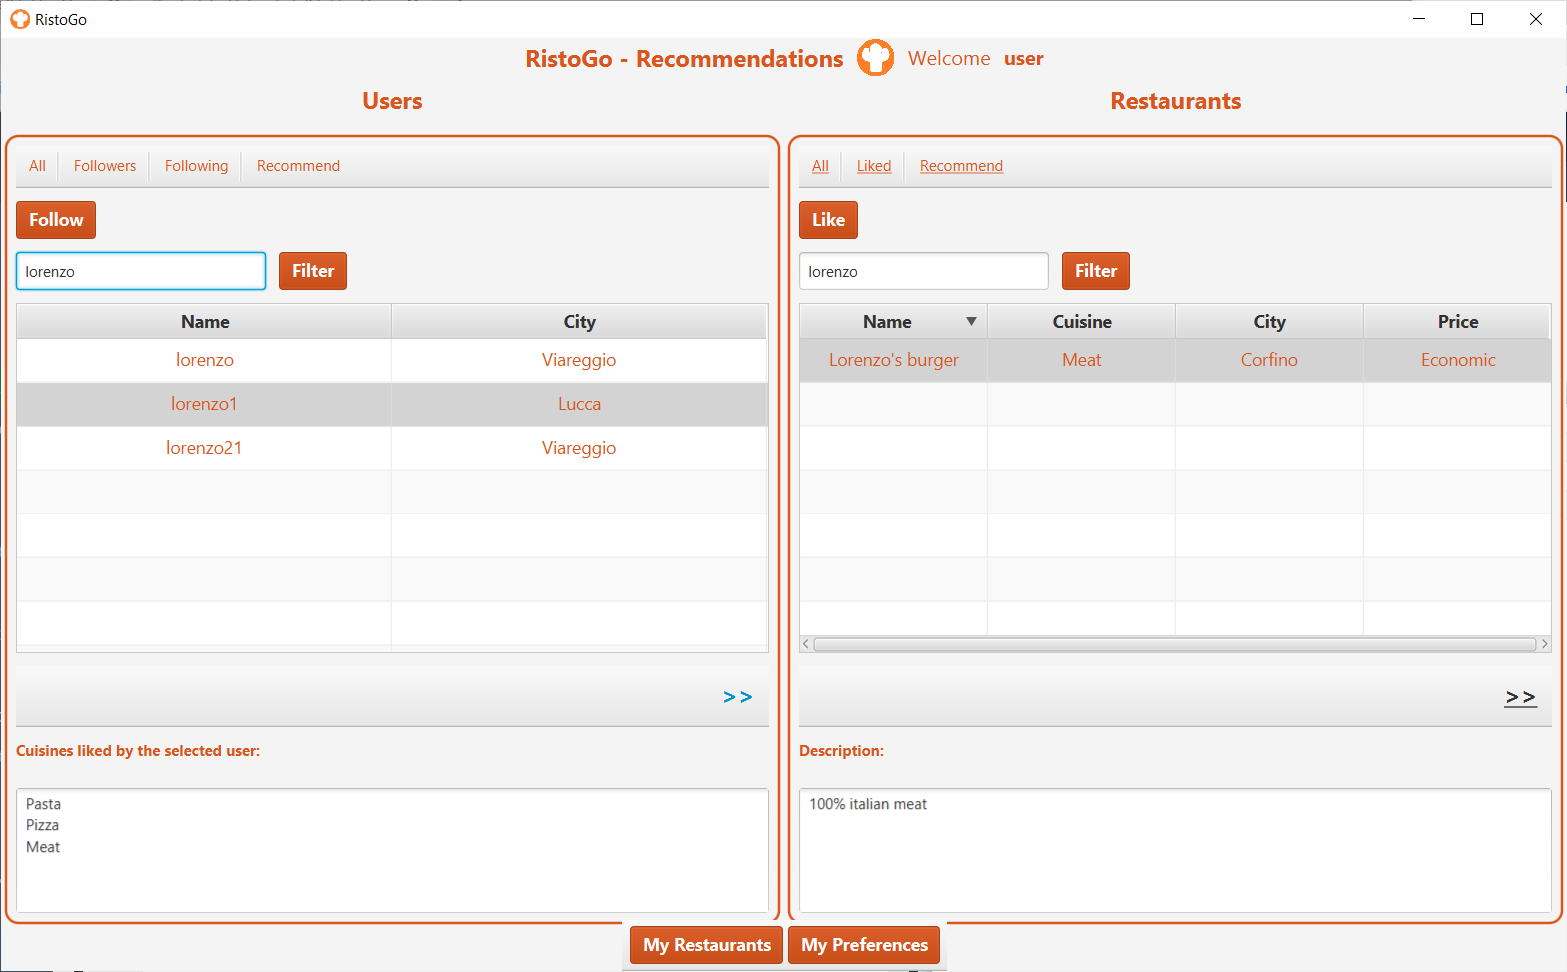 RistoGo
RistoGo - Recommendations Welcome user
Users
All Followers Following Recommend
Follow
lorenzo Filter
Name City
lorenzo Viareggio
lorenzo1 Lucca
lorenzo21 Viareggio
>>
Cuisines liked by the selected user:
Pasta
Pizza
Meat
Restaurants
All Liked Recommend
Like
lorenzo Filter
Name Cuisine City Price
Lorenzo's burger Meat Corfino Economic
>>
Description:
100% italian meat
My Restaurants My Preferences